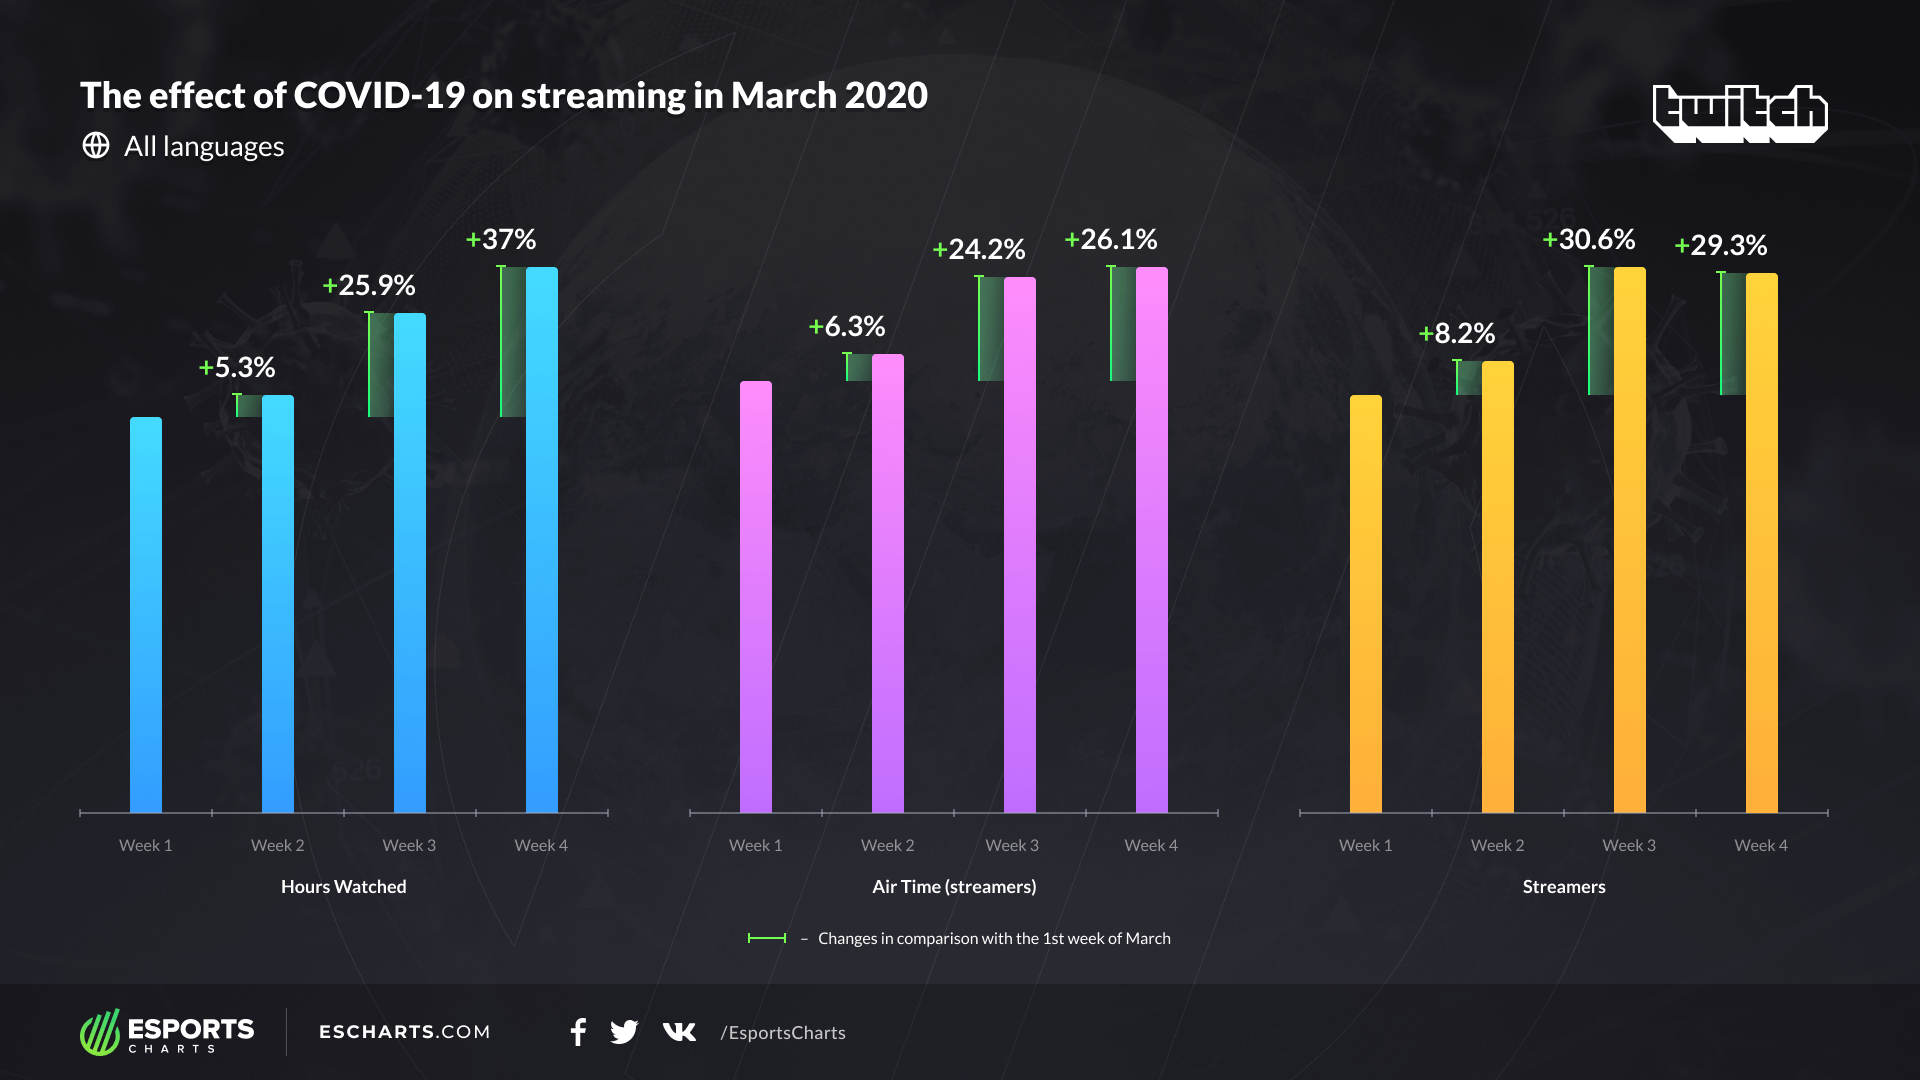 The effect of COVID-19 on streaming in March 2020
All languages
twitch
+5.3%
+25.9%
+37%
Week 1
Week 2
Week 3
Week 4
Hours Watched
+6.3%
+24.2%
+26.1%
Week 1
Week 2
Week 3
Week 4
Air Time (streamers)
+8.2%
+30.6%
+29.3%
Week 1
Week 2
Week 3
Week 4
Streamers
– Changes in comparison with the 1st week of March
ESPORTS
CHARTS
ESCHARTS.COM
/EsportsCharts
526
526